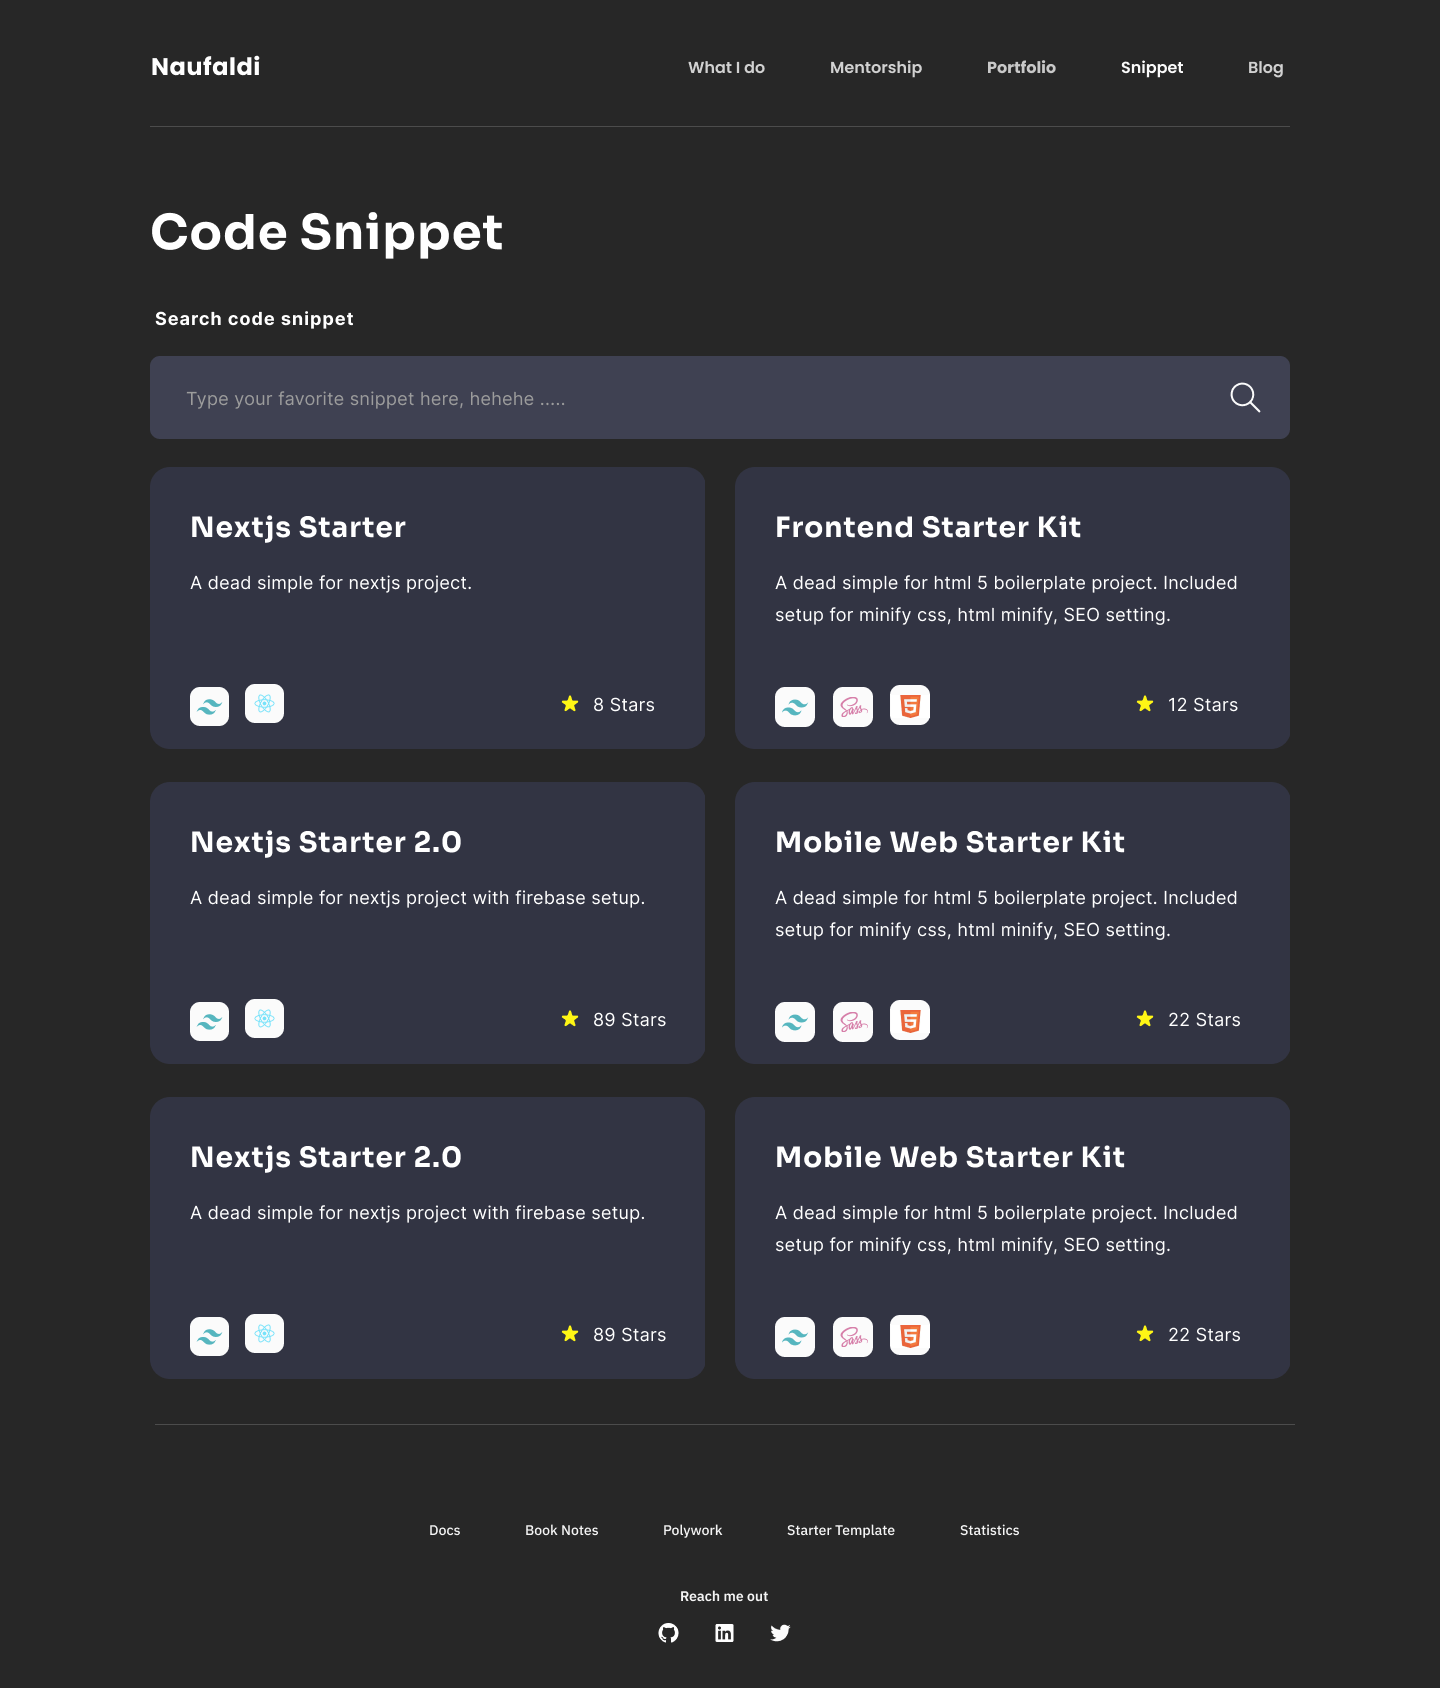 Naufaldi
What I do
Mentorship
Portfolio
Snippet
Blog
Code Snippet
Search code snippet
Type your favorite snippet here, hehehe .....
Nextjs Starter
A dead simple for nextjs project.
8 Stars
Frontend Starter Kit
A dead simple for html 5 boilerplate project. Included
setup for minify css, html minify, SEO setting.
Sass
12 Stars
Nextjs Starter 2.0
A dead simple for nextjs project with firebase setup.
89 Stars
Mobile Web Starter Kit
A dead simple for html 5 boilerplate project. Included
setup for minify css, html minify, SEO setting.
Sass
22 Stars
Nextjs Starter 2.0
A dead simple for nextjs project with firebase setup.
89 Stars
Mobile Web Starter Kit
A dead simple for html 5 boilerplate project. Included
setup for minify css, html minify, SEO setting.
Sass
22 Stars
Docs
Book Notes
Polywork
Starter Template
Statistics
Reach me out
in